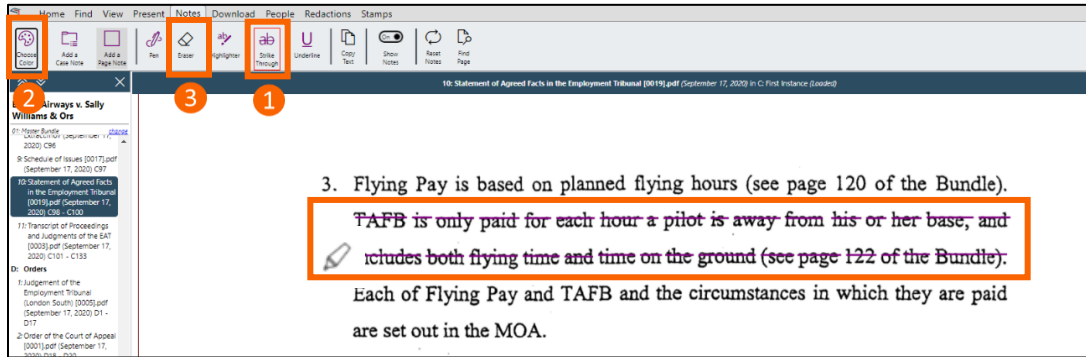 Home Find View Present Notes Download People Redactions Stamps
Choose Color
Add a Case Note
Add a Page Note
Pen
Eraser
Highlighter
Strike Through
Underline
Copy Text
Show Notes
Reset Notes
Find Page
2
3
1
10: Statement of Agreed Facts in the Employment Tribunal [0019].pdf (September 17, 2020) in C: First Instance (Loaded)
Airways v. Sally
Williams & Ors
01: Master Bundle change
2020) C96
9: Schedule of Issues [0017].pdf
(September 17, 2020) C97
10: Statement of Agreed Facts
in the Employment Tribunal
[0019].pdf (September 17,
2020) C98 - C100
11: Transcript of Proceedings
and Judgments of the EAT
[0003].pdf (September 17,
2020) C101 - C133
D: Orders
1: Judgement of the
Employment Tribunal
(London South) [0005].pdf
(September 17, 2020) D1 -
D17
2: Order of the Court of Appeal
[0001].pdf (September 17,
2020) D18 - D20
3. Flying Pay is based on planned flying hours (see page 120 of the Bundle).
TAFB is only paid for each hour a pilot is away from his or her base, and
ncludes both flying time and time on the ground (see page 122 of the Bundle).
Each of Flying Pay and TAFB and the circumstances in which they are paid
are set out in the MOA.